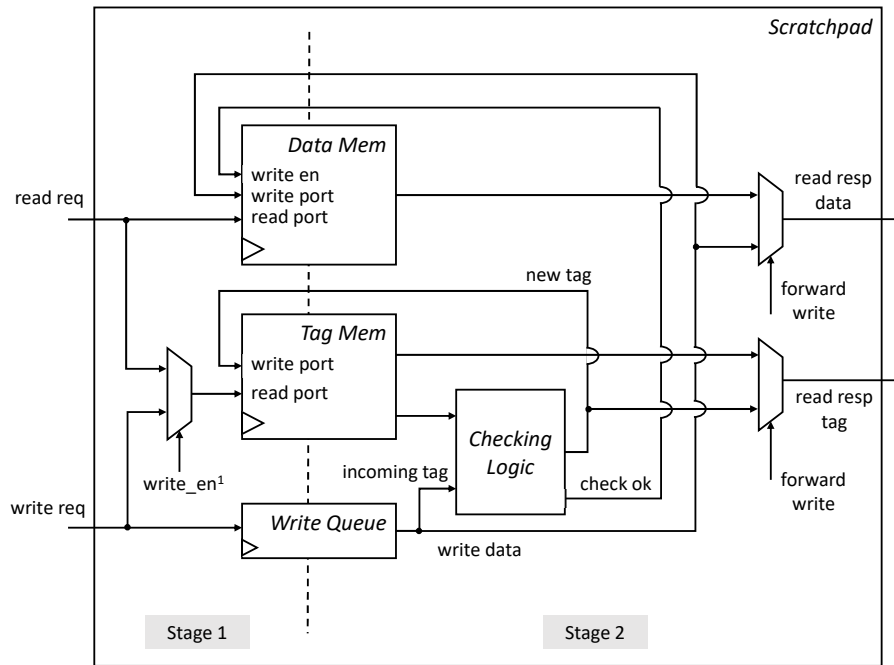 Scratchpad
Data Mem
write en
write port
read port
read req
read resp
data
forward
write
new tag
Tag Mem
write port
read port
read resp
tag
Checking
Logic
incoming tag
check ok
write_en¹
forward
write
write req
Write Queue
write data
Stage 1
Stage 2